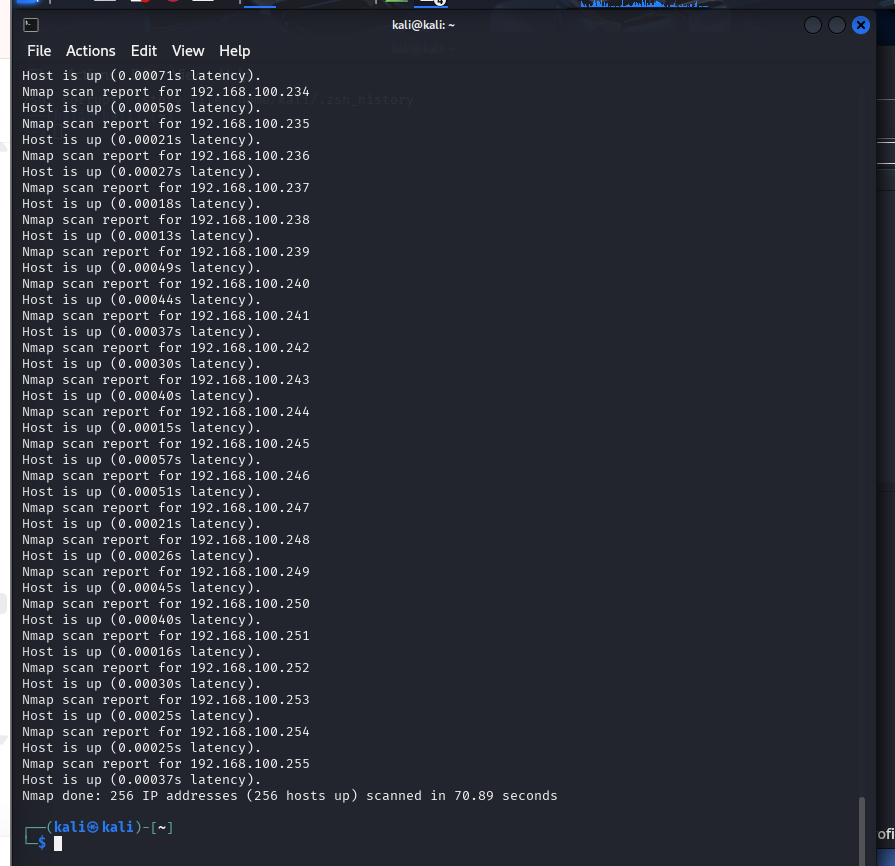 kali@kali: ~
File Actions Edit View Help
Host is up (0.00071s latency).
Nmap scan report for 192.168.100.234
Host is up (0.00050s latency).
Nmap scan report for 192.168.100.235
Host is up (0.00021s latency).
Nmap scan report for 192.168.100.236
Host is up (0.00027s latency).
Nmap scan report for 192.168.100.237
Host is up (0.00018s latency).
Nmap scan report for 192.168.100.238
Host is up (0.00013s latency).
Nmap scan report for 192.168.100.239
Host is up (0.00049s latency).
Nmap scan report for 192.168.100.240
Host is up (0.00044s latency).
Nmap scan report for 192.168.100.241
Host is up (0.00037s latency).
Nmap scan report for 192.168.100.242
Host is up (0.00030s latency).
Nmap scan report for 192.168.100.243
Host is up (0.00040s latency).
Nmap scan report for 192.168.100.244
Host is up (0.00015s latency).
Nmap scan report for 192.168.100.245
Host is up (0.00057s latency).
Nmap scan report for 192.168.100.246
Host is up (0.00051s latency).
Nmap scan report for 192.168.100.247
Host is up (0.00021s latency).
Nmap scan report for 192.168.100.248
Host is up (0.00026s latency).
Nmap scan report for 192.168.100.249
Host is up (0.00045s latency).
Nmap scan report for 192.168.100.250
Host is up (0.00040s latency).
Nmap scan report for 192.168.100.251
Host is up (0.00016s latency).
Nmap scan report for 192.168.100.252
Host is up (0.00030s latency).
Nmap scan report for 192.168.100.253
Host is up (0.00025s latency).
Nmap scan report for 192.168.100.254
Host is up (0.00025s latency).
Nmap scan report for 192.168.100.255
Host is up (0.00037s latency).
Nmap done: 256 IP addresses (256 hosts up) scanned in 70.89 seconds
┌──(kali㉿kali)-[~]
└─$